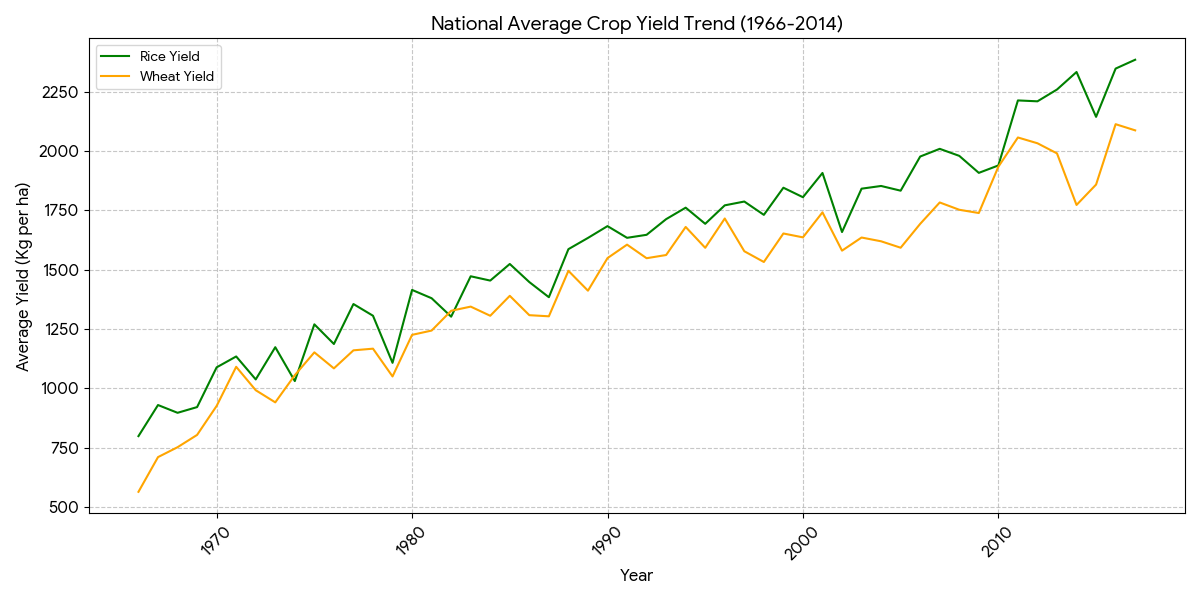 National Average Crop Yield Trend (1966-2014)
Rice Yield
Wheat Yield
Average Yield (Kg per ha)
2250
2000
1750
1500
1250
1000
750
500
1970
1980
1990
2000
2010
Year